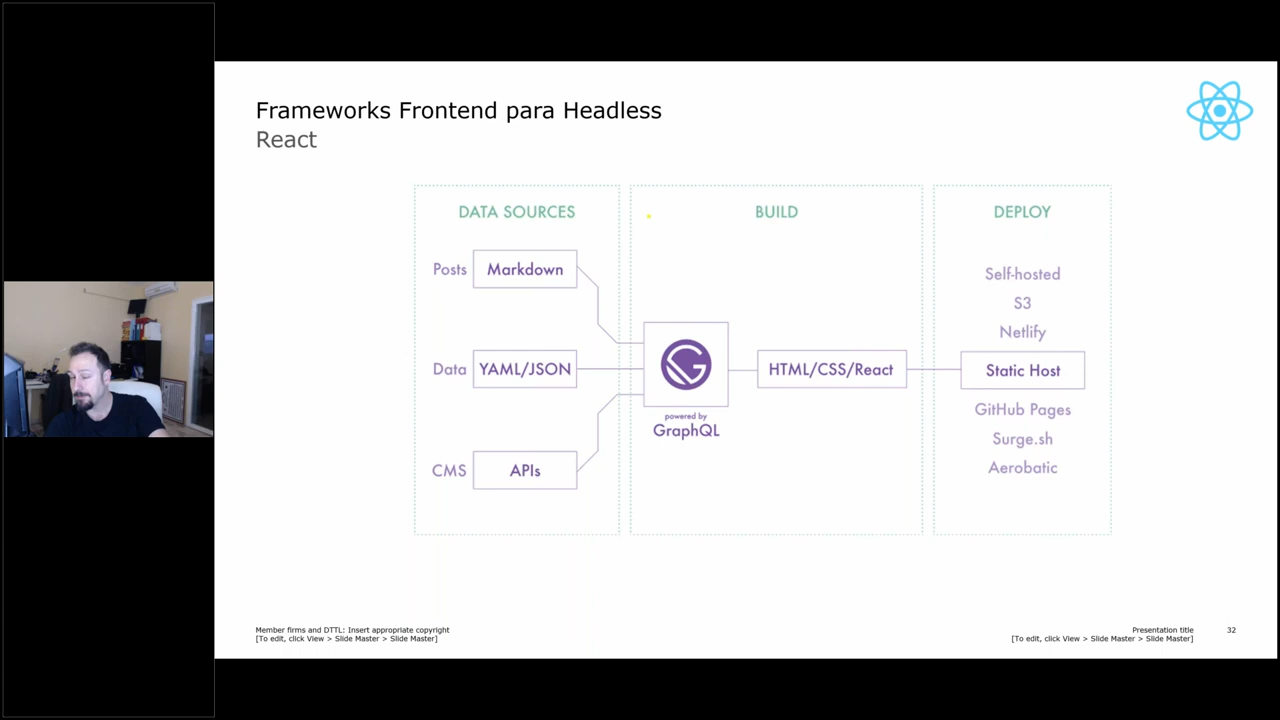 Frameworks Frontend para Headless
React
DATA SOURCES
BUILD
DEPLOY
Posts
Markdown
Data
YAML/JSON
CMS
APIs
powered by
GraphQL
HTML/CSS/React
Self-hosted
S3
Netlify
Static Host
GitHub Pages
Surge.sh
Aerobatic
Member firms and DTTL: Insert appropriate copyright
[To edit, click View > Slide Master > Slide Master]
Presentation title
[To edit, click View > Slide Master > Slide Master]
32